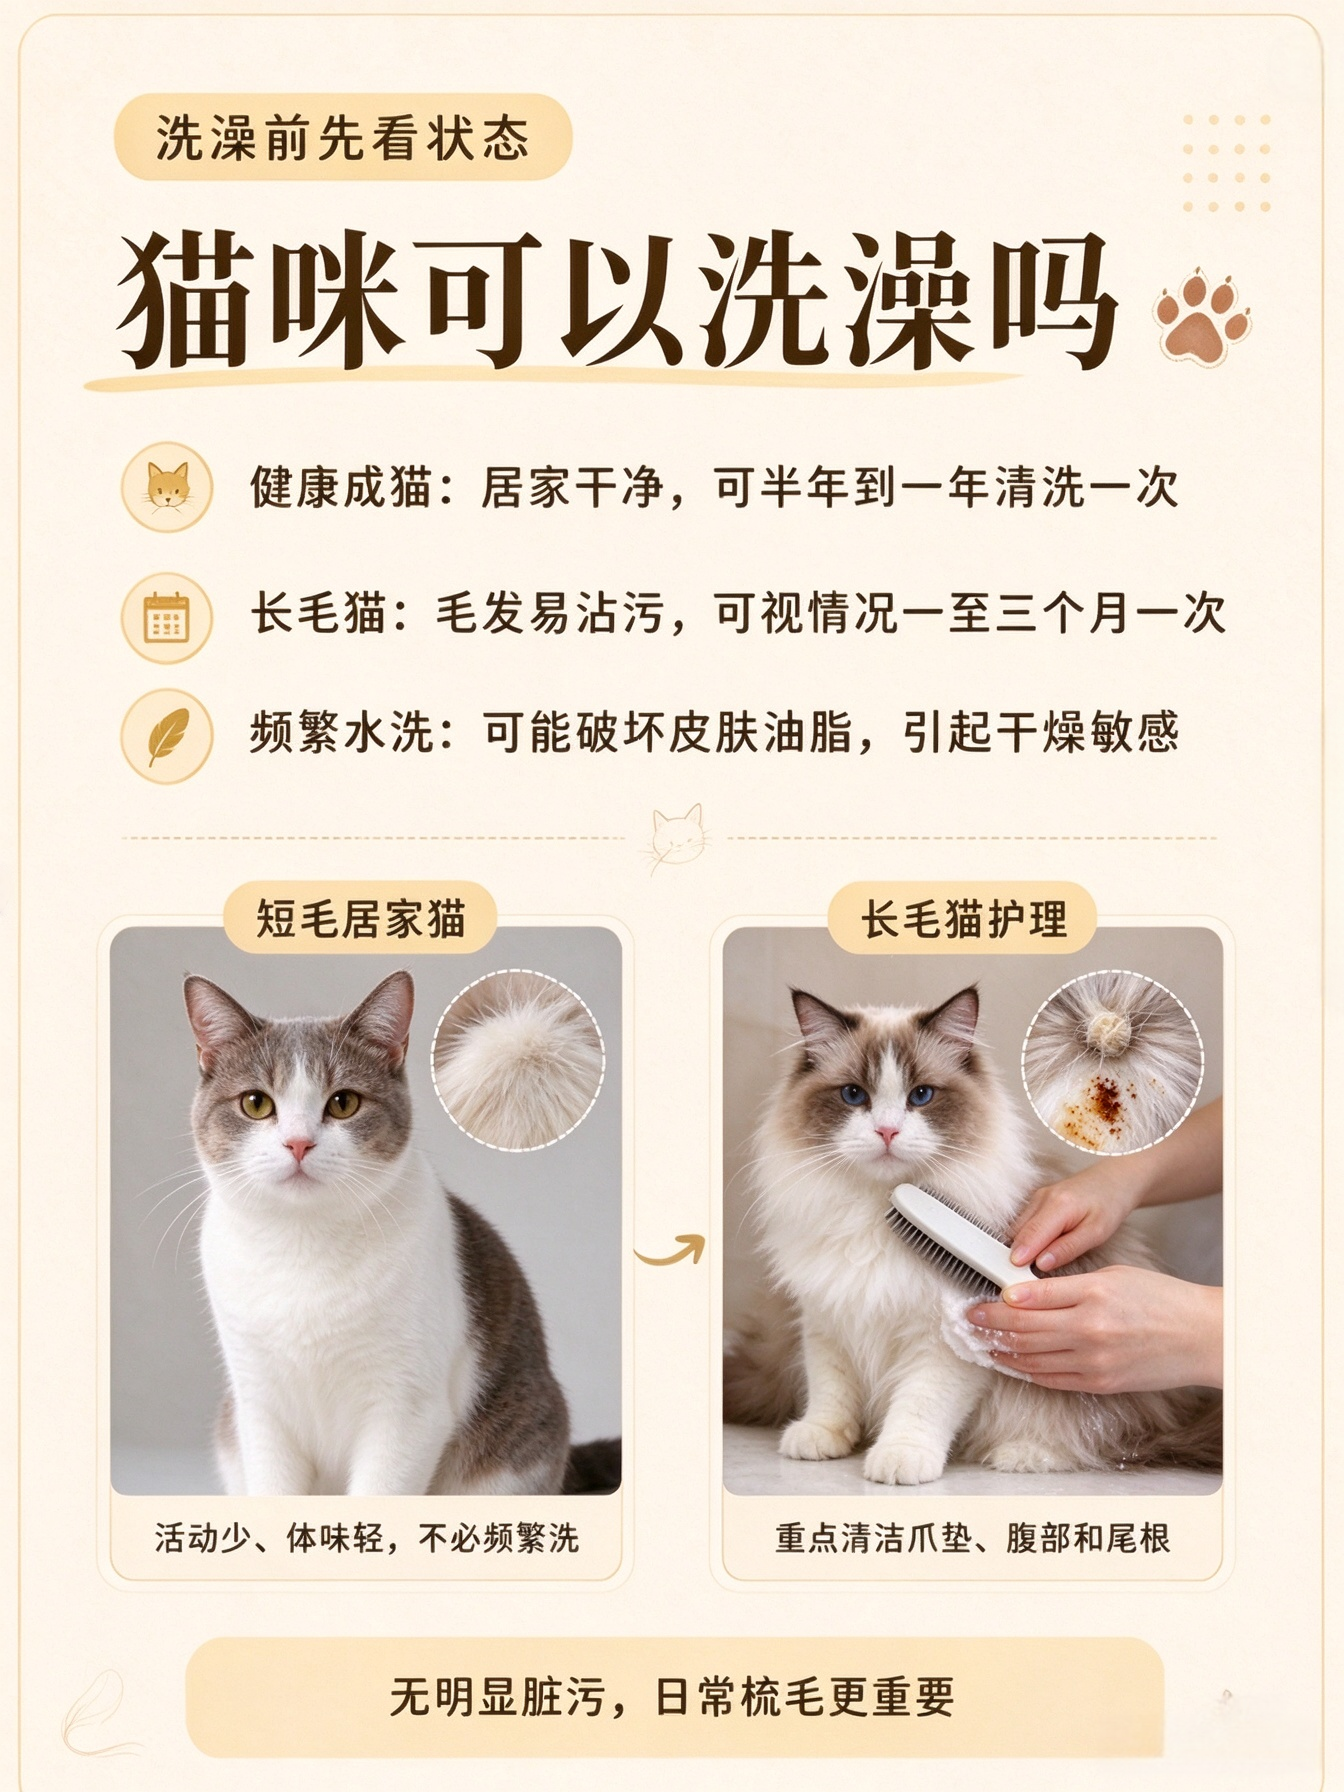 洗澡前先看状态
猫咪可以洗澡吗
健康成猫：居家干净，可半年到一年清洗一次
长毛猫：毛发易沾污，可视情况一至三个月一次
频繁水洗：可能破坏皮肤油脂，引起干燥敏感
短毛居家猫
长毛猫护理
活动少、体味轻，不必频繁洗
重点清洁爪垫、腹部和尾根
无明显脏污，日常梳毛更重要